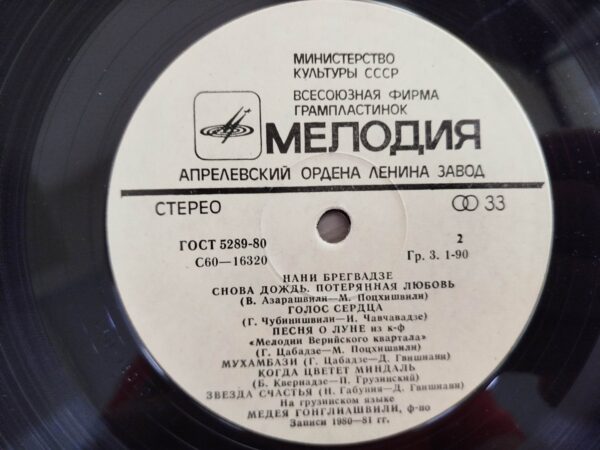 МИНИСТЕРСТВО
КУЛЬТУРЫ СССР
ВСЕСОЮЗНАЯ ФИРМА
ГРАМПЛАСТИНОК
МЕЛОДИЯ
АПРЕЛЕВСКИЙ ОРДЕНА ЛЕНИНА ЗАВОД
СТЕРЕО 33
ГОСТ 5289-80 2
С60—16320 Гр. 3. 1-90
НАНИ БРЕГВАДЗЕ
СНОВА ДОЖДЬ. ПОТЕРЯННАЯ ЛЮБОВЬ
(В. Азарашвили—М. Поцхишвили)
ГОЛОС СЕРДЦА
(Г. Чубинишвили—И. Чавчавадзе)
ПЕСНЯ О ЛУНЕ из к-ф
«Мелодии Верийского квартала»
(Г. Цабадзе—М. Поцхишвили)
МУХАМБАЗИ (Г. Цабадзе—Д. Гвишиани)
КОГДА ЦВЕТЕТ МИНДАЛЬ
(Б. Квернадзе—П. Грузинский)
ЗВЕЗДА СЧАСТЬЯ (Н. Габуния—Д. Гвишиани)
На грузинском языке
МЕДЕЯ ГОНГЛИАШВИЛИ, ф-но
Записи 1980—81 гг.